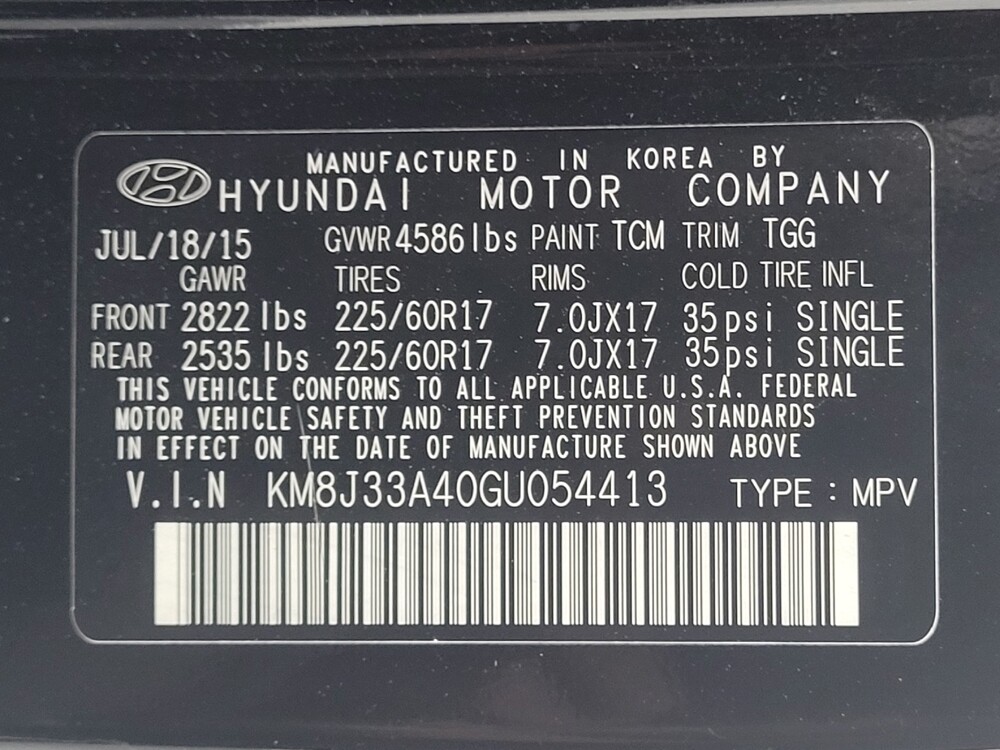 MANUFACTURED IN KOREA BY
HYUNDAI MOTOR COMPANY
JUL/18/15 GVWR 4586 lbs PAINT TCM TRIM TGG
GAWR TIRES RIMS COLD TIRE INFL
FRONT 2822 lbs 225/60R17 7.0JX17 35psi SINGLE
REAR 2535 lbs 225/60R17 7.0JX17 35psi SINGLE
THIS VEHICLE CONFORMS TO ALL APPLICABLE U.S.A. FEDERAL
MOTOR VEHICLE SAFETY AND THEFT PREVENTION STANDARDS
IN EFFECT ON THE DATE OF MANUFACTURE SHOWN ABOVE
V.I.N KM8J33A40GU054413 TYPE : MPV